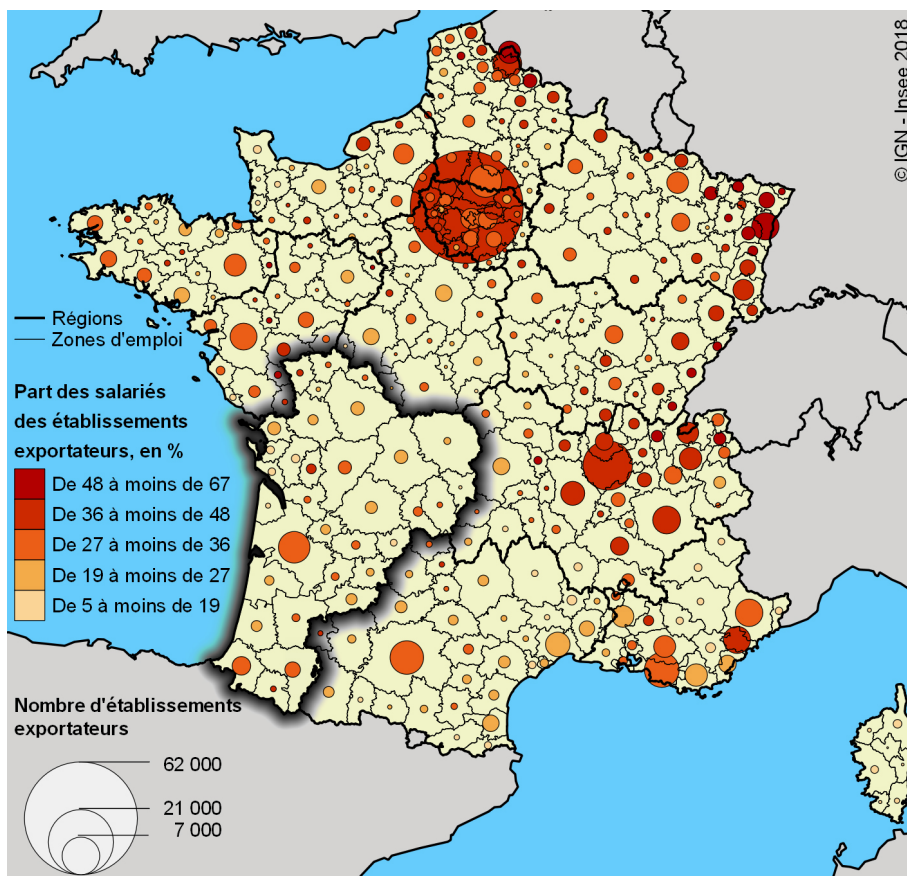 © IGN - Insee 2018
Régions
Zones d'emploi
Part des salariés
des établissements
exportateurs, en %
De 48 à moins de 67
De 36 à moins de 48
De 27 à moins de 36
De 19 à moins de 27
De 5 à moins de 19
Nombre d'établissements
exportateurs
62 000
21 000
7 000